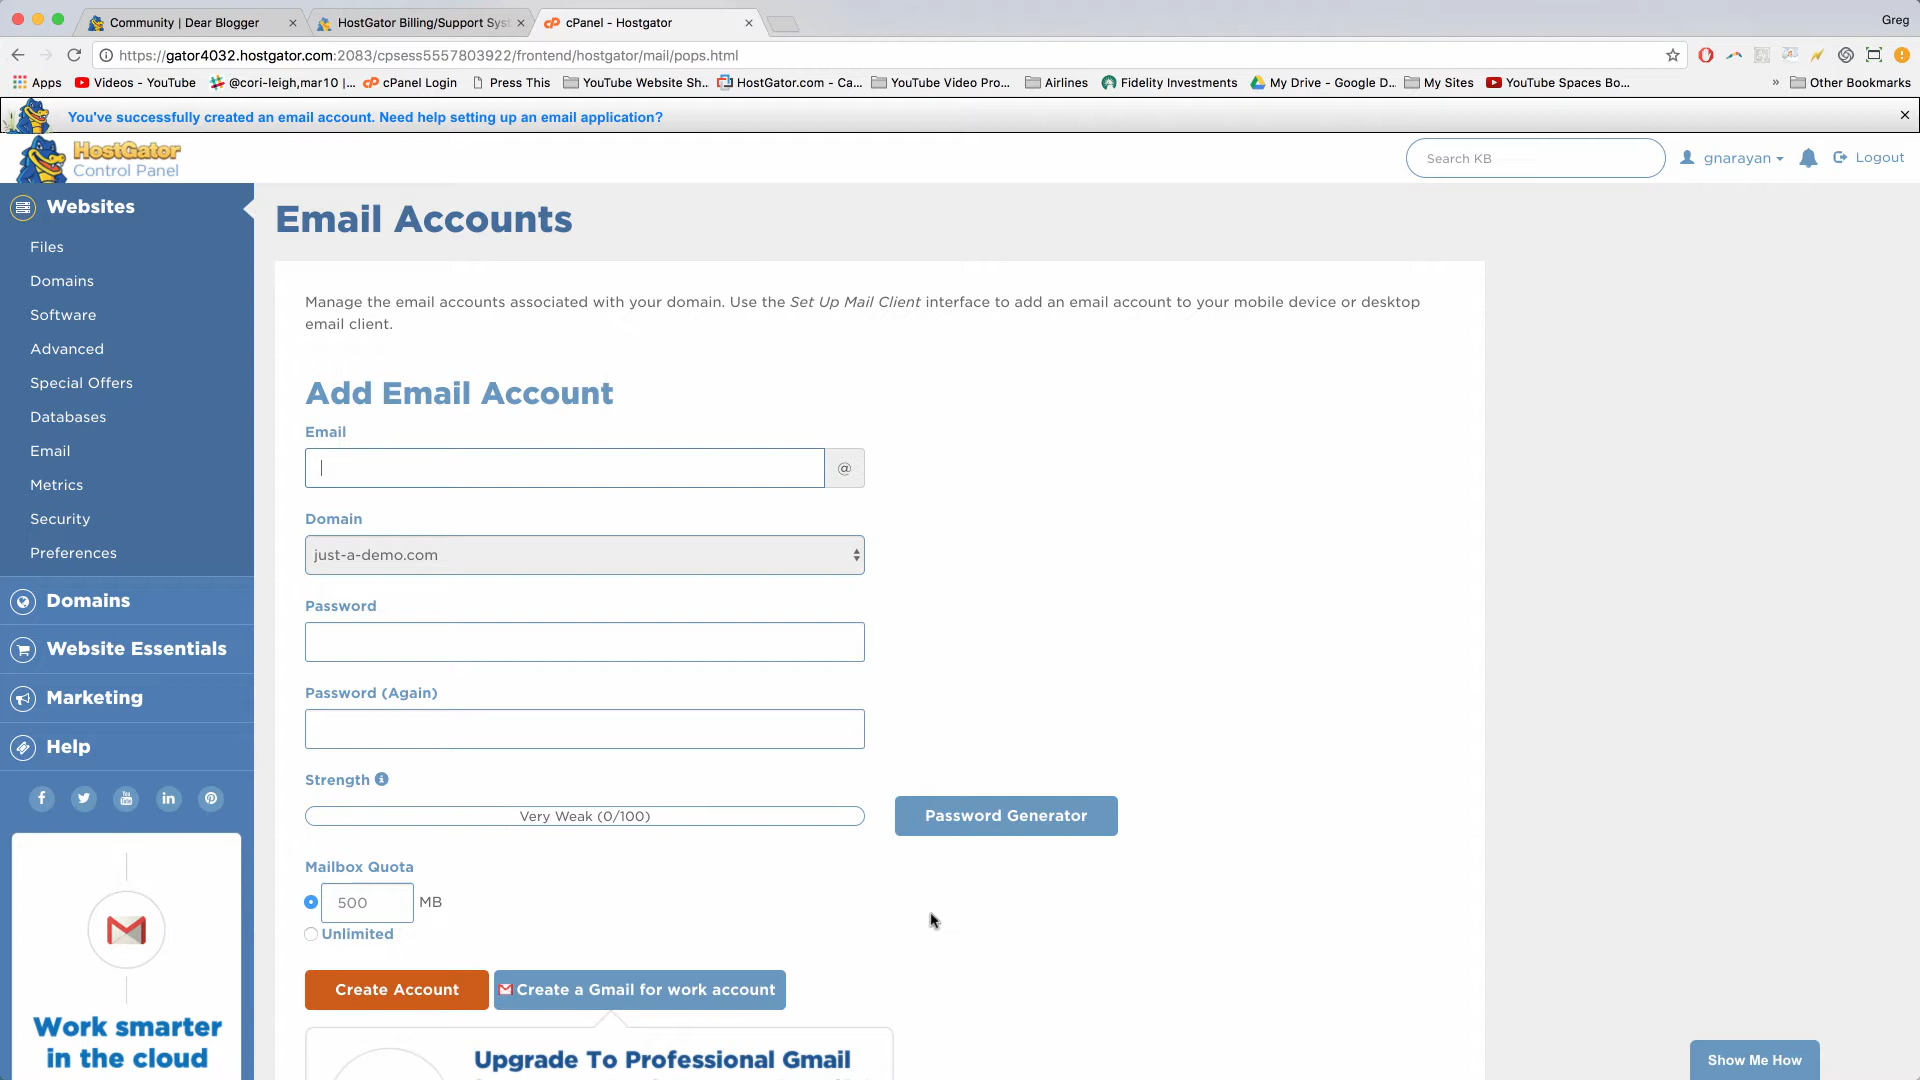 Community | Dear Blogger
HostGator Billing/Support Sys
cPanel - Hostgator
Greg
https://gator4032.hostgator.com:2083/cpsess5557803922/frontend/hostgator/mail/pops.html
Apps
Videos - YouTube
@cori-leigh,mar10 |...
cPanel Login
Press This
YouTube Website Sh...
HostGator.com - Ca...
YouTube Video Pro...
Airlines
Fidelity Investments
My Drive - Google D...
My Sites
YouTube Spaces Bo...
»
Other Bookmarks
You've successfully created an email account. Need help setting up an email application?
HostGator
Control Panel
Search KB
gnarayan
Logout
Websites
Files
Domains
Software
Advanced
Special Offers
Databases
Email
Metrics
Security
Preferences
Domains
Website Essentials
Marketing
Help
Work smarter
in the cloud
Email Accounts
Manage the email accounts associated with your domain. Use the Set Up Mail Client interface to add an email account to your mobile device or desktop
email client.
Add Email Account
Email
@
Domain
just-a-demo.com
Password
Password (Again)
Strength
Very Weak (0/100)
Password Generator
Mailbox Quota
500 MB
Unlimited
Create Account
Create a Gmail for work account
Upgrade To Professional Gmail
Show Me How